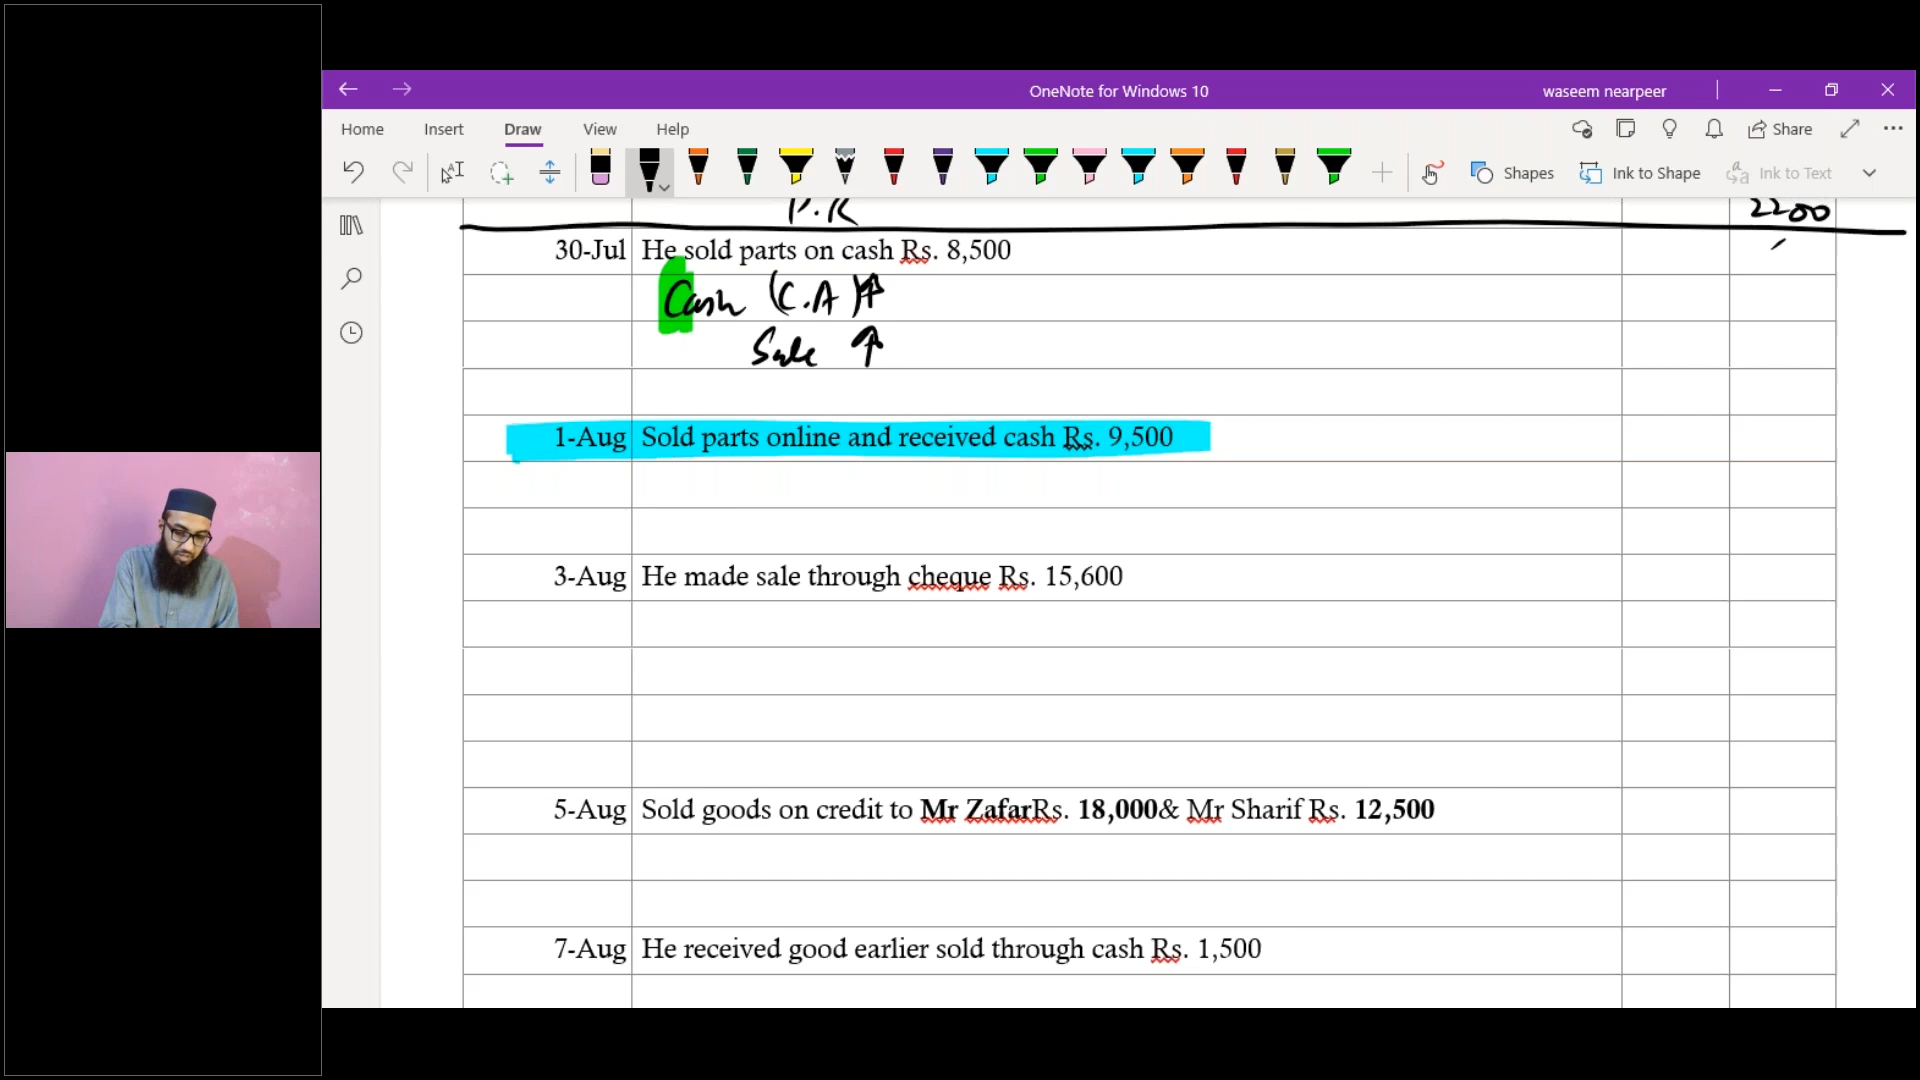 OneNote for Windows 10
waseem nearpeer
Home Insert Draw View Help
Share
Shapes Ink to Shape Ink to Text
P.R 2200
30-Jul He sold parts on cash Rs. 8,500
Cash (C.A)↑
Sale ↑
1-Aug Sold parts online and received cash Rs. 9,500
3-Aug He made sale through cheque Rs. 15,600
5-Aug Sold goods on credit to Mr ZafarRs. 18,000& Mr Sharif Rs. 12,500
7-Aug He received good earlier sold through cash Rs. 1,500